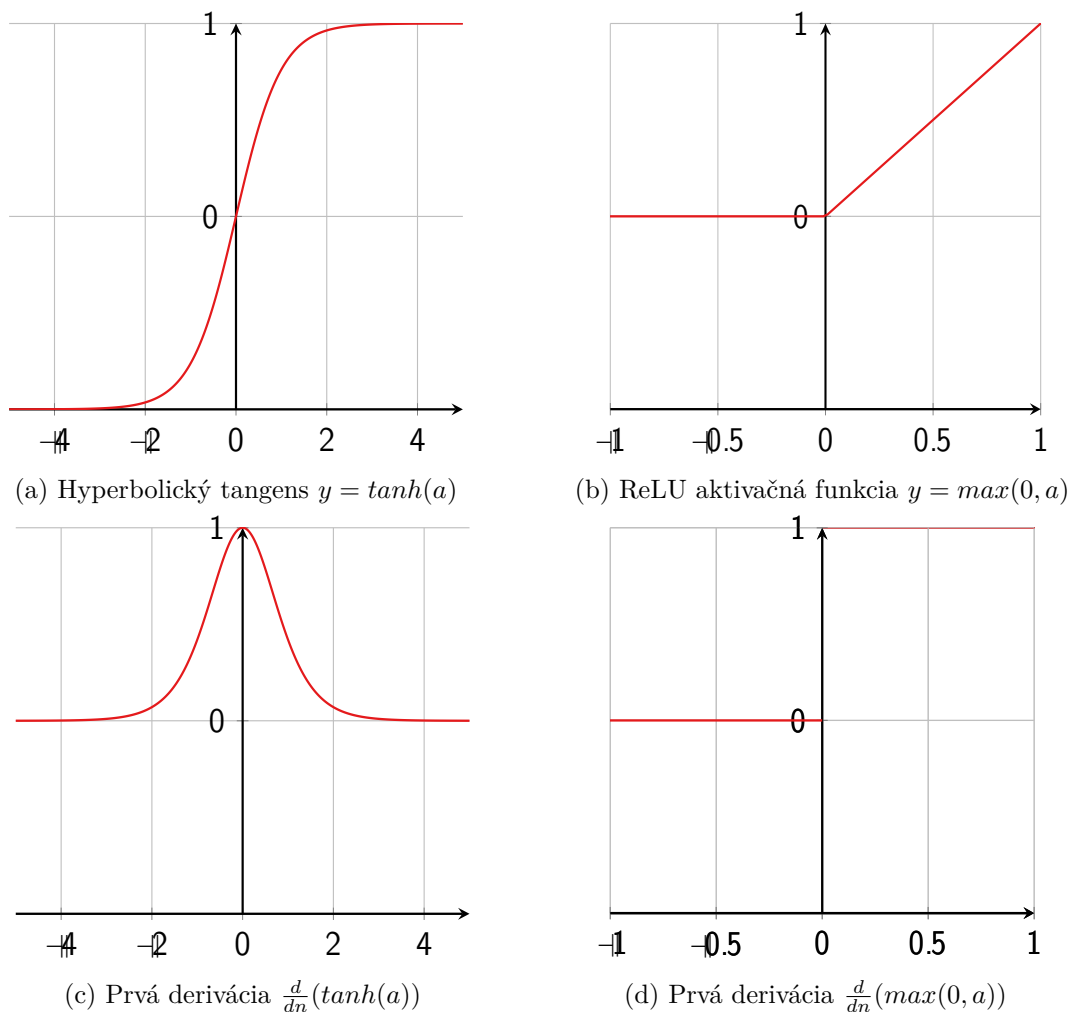 1
0
-4 -2 0 2 4
(a) Hyperbolický tangens y = tanh(a)
1
0
-1 -0.5 0 0.5 1
(b) ReLU aktivačná funkcia y = max(0, a)
1
0
-4 -2 0 2 4
(c) Prvá derivácia d/dn (tanh(a))
1
0
-1 -0.5 0 0.5 1
(d) Prvá derivácia d/dn (max(0, a))